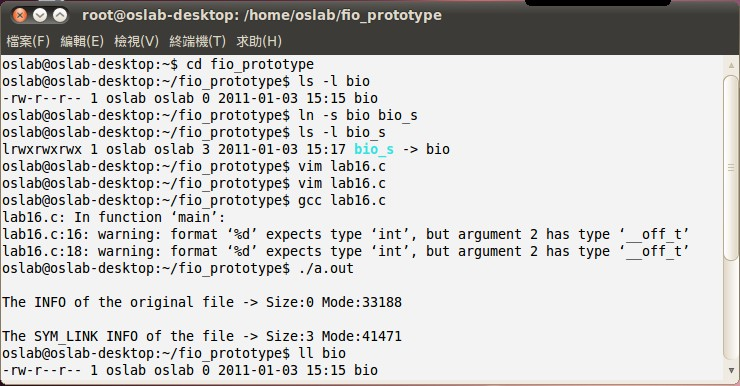 root@oslab-desktop: /home/oslab/fio_prototype
檔案(F) 編輯(E) 檢視(V) 終端機(T) 求助(H)
oslab@oslab-desktop:~$ cd fio_prototype
oslab@oslab-desktop:~/fio_prototype$ ls -l bio
-rw-r--r-- 1 oslab oslab 0 2011-01-03 15:15 bio
oslab@oslab-desktop:~/fio_prototype$ ln -s bio bio_s
oslab@oslab-desktop:~/fio_prototype$ ls -l bio_s
lrwxrwxrwx 1 oslab oslab 3 2011-01-03 15:17 bio_s -> bio
oslab@oslab-desktop:~/fio_prototype$ vim lab16.c
oslab@oslab-desktop:~/fio_prototype$ vim lab16.c
oslab@oslab-desktop:~/fio_prototype$ gcc lab16.c
lab16.c: In function ‘main’:
lab16.c:16: warning: format ‘%d’ expects type ‘int’, but argument 2 has type ‘__off_t’
lab16.c:18: warning: format ‘%d’ expects type ‘int’, but argument 2 has type ‘__off_t’
oslab@oslab-desktop:~/fio_prototype$ ./a.out
The INFO of the original file -> Size:0 Mode:33188
The SYM_LINK INFO of the file -> Size:3 Mode:41471
oslab@oslab-desktop:~/fio_prototype$ ll bio
-rw-r--r-- 1 oslab oslab 0 2011-01-03 15:15 bio